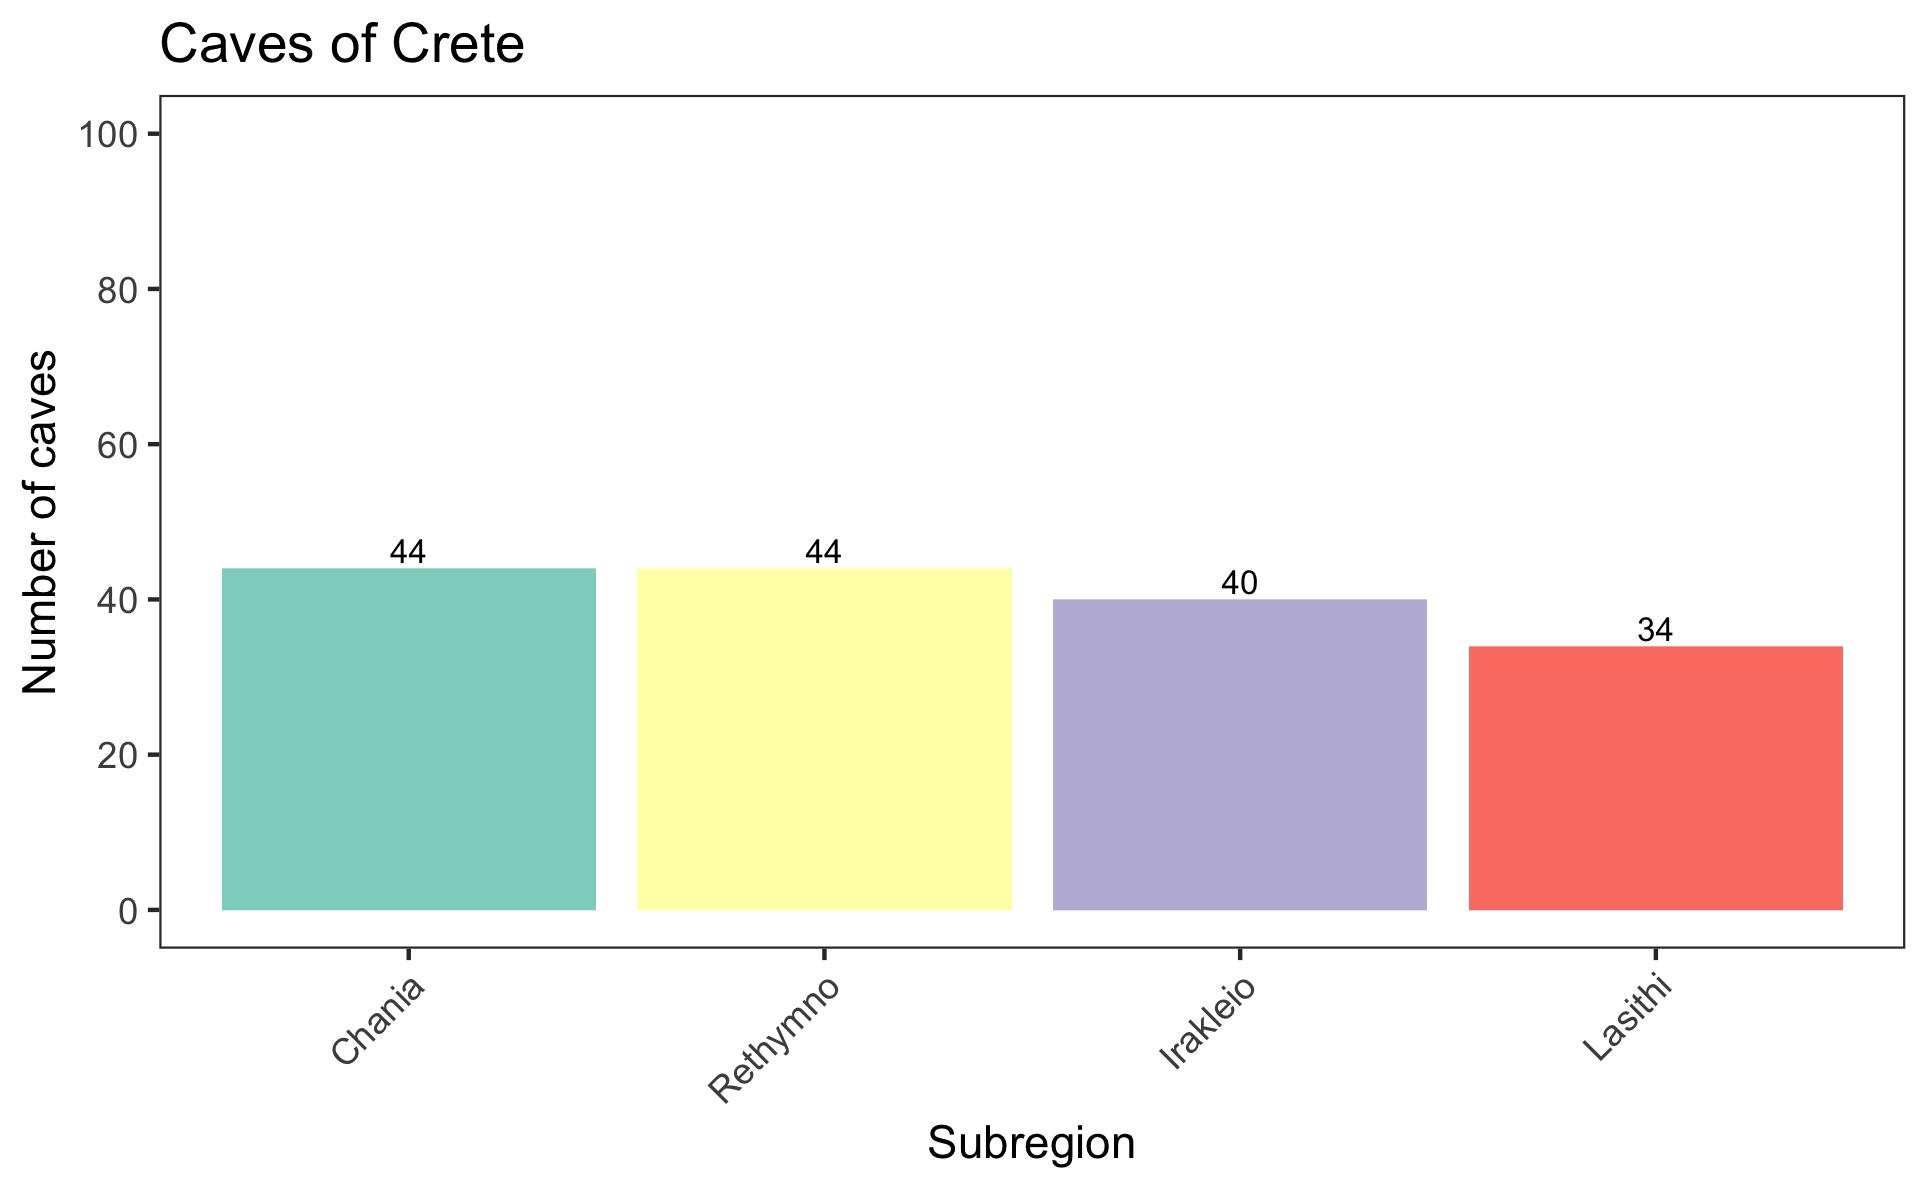 Caves of Crete
Number of caves
100
80
60
40
20
0
44
44
40
34
Chania
Rethymno
Irakleio
Lasithi
Subregion